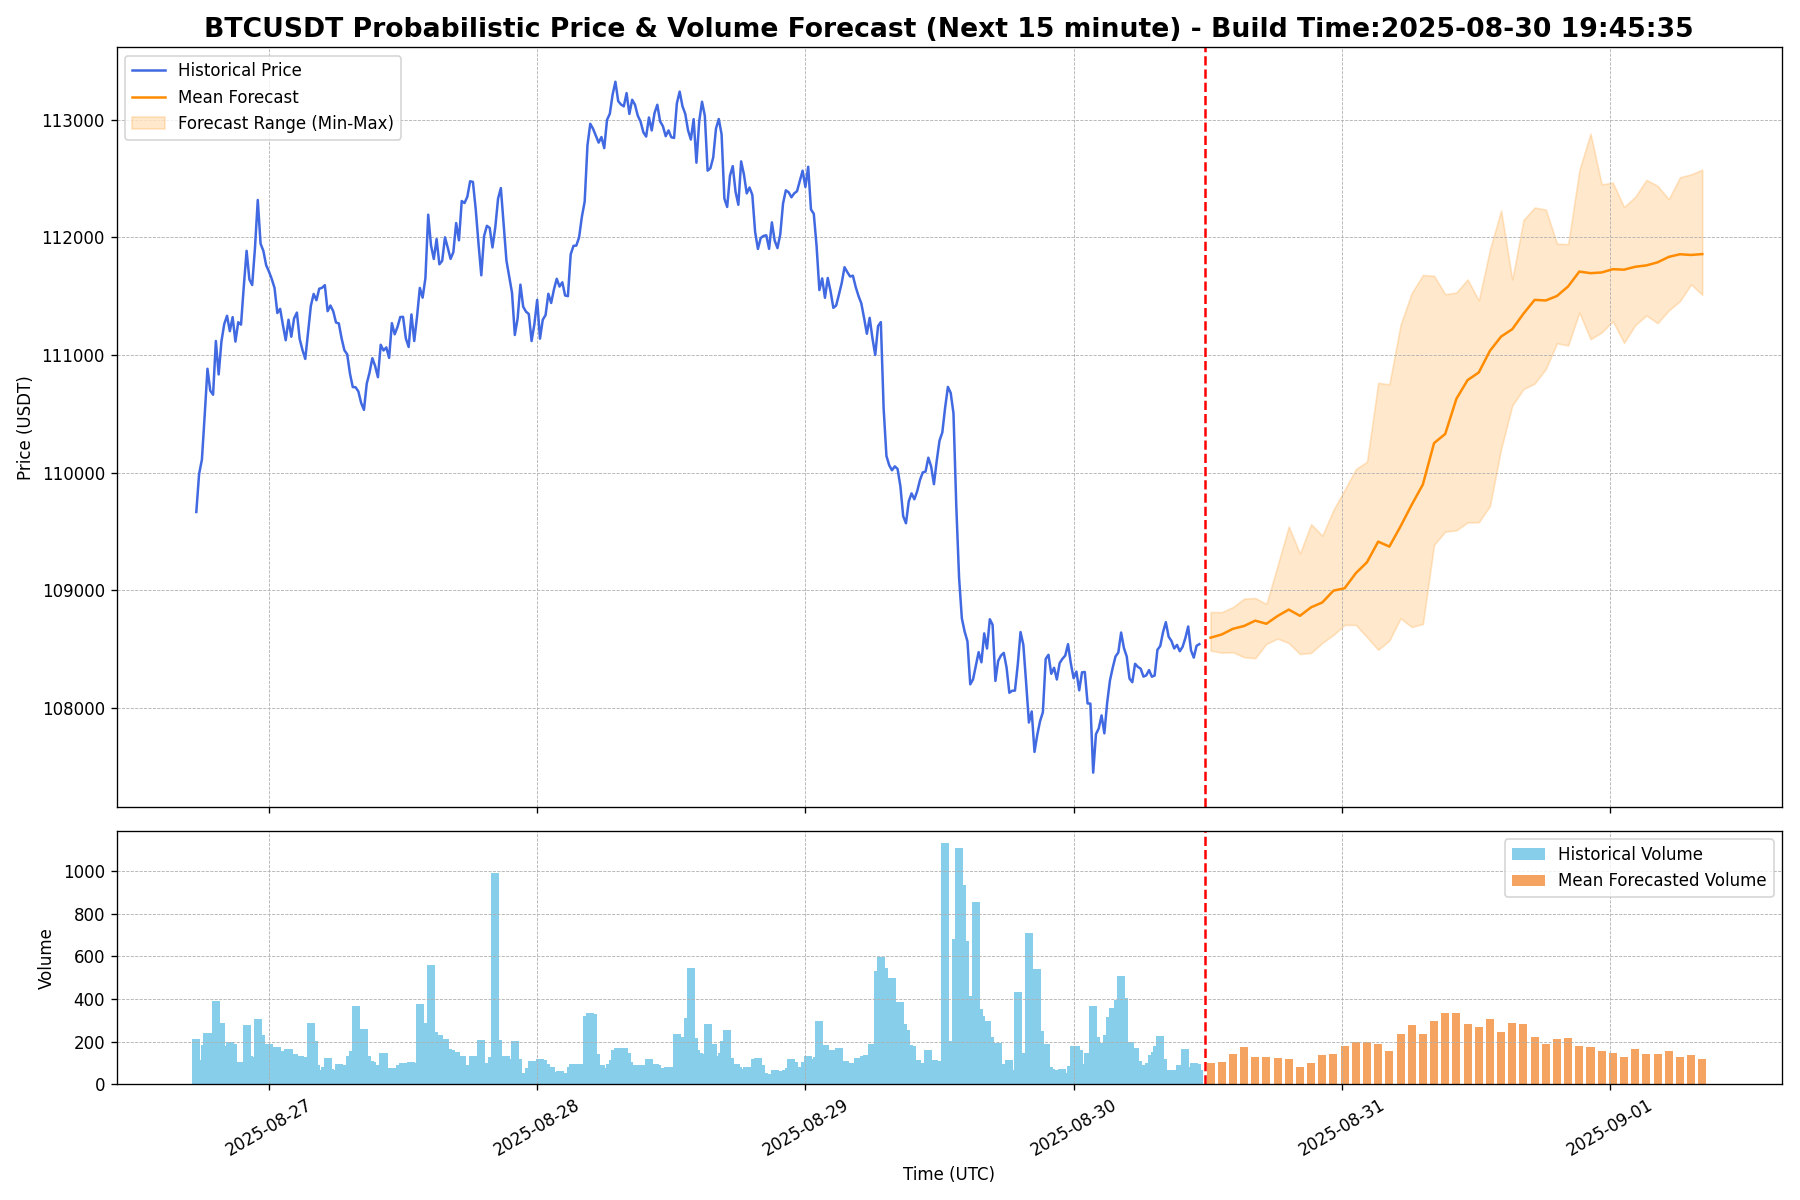 BTCUSDT Probabilistic Price & Volume Forecast (Next 15 minute) - Build Time:2025-08-30 19:45:35
Historical Price
Mean Forecast
Forecast Range (Min-Max)
Price (USDT)
113000
112000
111000
110000
109000
108000
Historical Volume
Mean Forecasted Volume
Volume
1000
800
600
400
200
0
2025-08-27
2025-08-28
2025-08-29
2025-08-30
2025-08-31
2025-09-01
Time (UTC)